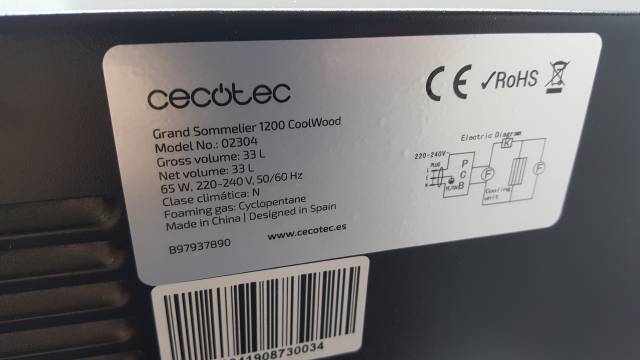 cecotec
CE ✓RoHS
Grand Sommelier 1200 CoolWood
Model No.: 02304
Gross volume: 33 L
Net volume: 33 L
65 W, 220-240 V, 50/60 Hz
Clase climática: N
Foaming gas: Cyclopentane
Made in China | Designed in Spain
B97937890
www.cecotec.es
Electric Diagram
220-240V
PLUG
L
E
N
P
C
B
K
F
F
Cooling
unit
41908730034